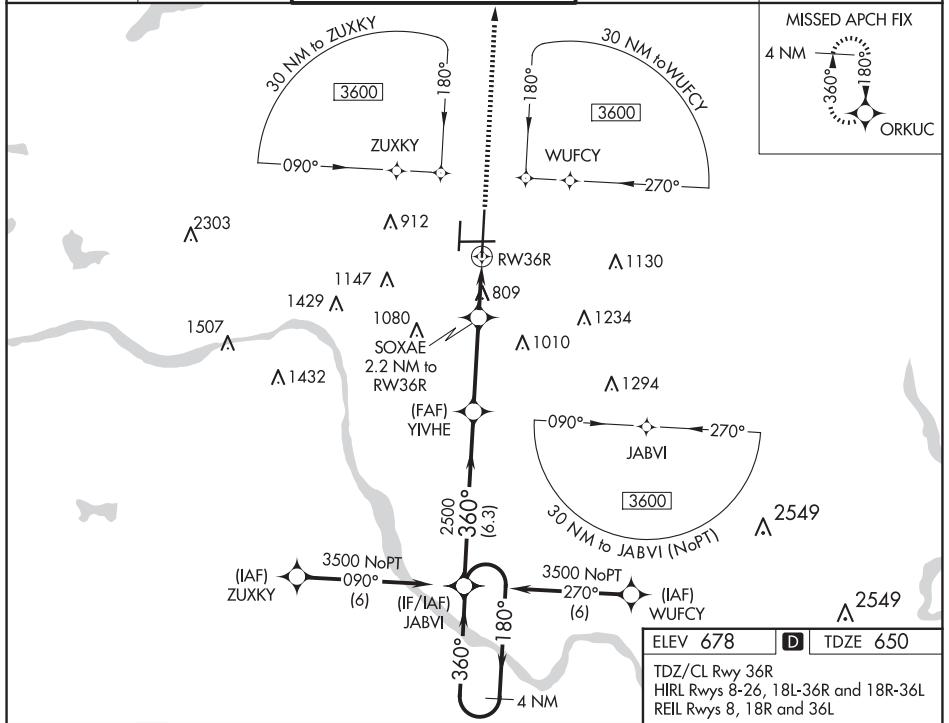 MISSED APCH FIX
4 NM
360°
180°
ORKUC
30 NM to ZUXKY
180°
3600
ZUXKY
090°
30 NM to WUFCY
180°
3600
WUFCY
270°
2303
912
RW36R
1130
1147
809
1429
1080
1234
1507
SOXAE
2.2 NM to
RW36R
1010
1432
1294
(FAF)
YIVHE
090°
270°
JABVI
3600
30 NM to JABVI (NoPT)
2500
360°
(6.3)
2549
(IAF)
ZUXKY
3500 NoPT
090°
(6)
(IF/IAF)
JABVI
3500 NoPT
270°
(6)
(IAF)
WUFCY
2549
360°
180°
4 NM
ELEV 678 D TDZE 650
TDZ/CL Rwy 36R
HIRL Rwys 8-26, 18L-36R and 18R-36L
REIL Rwys 8, 18R and 36L